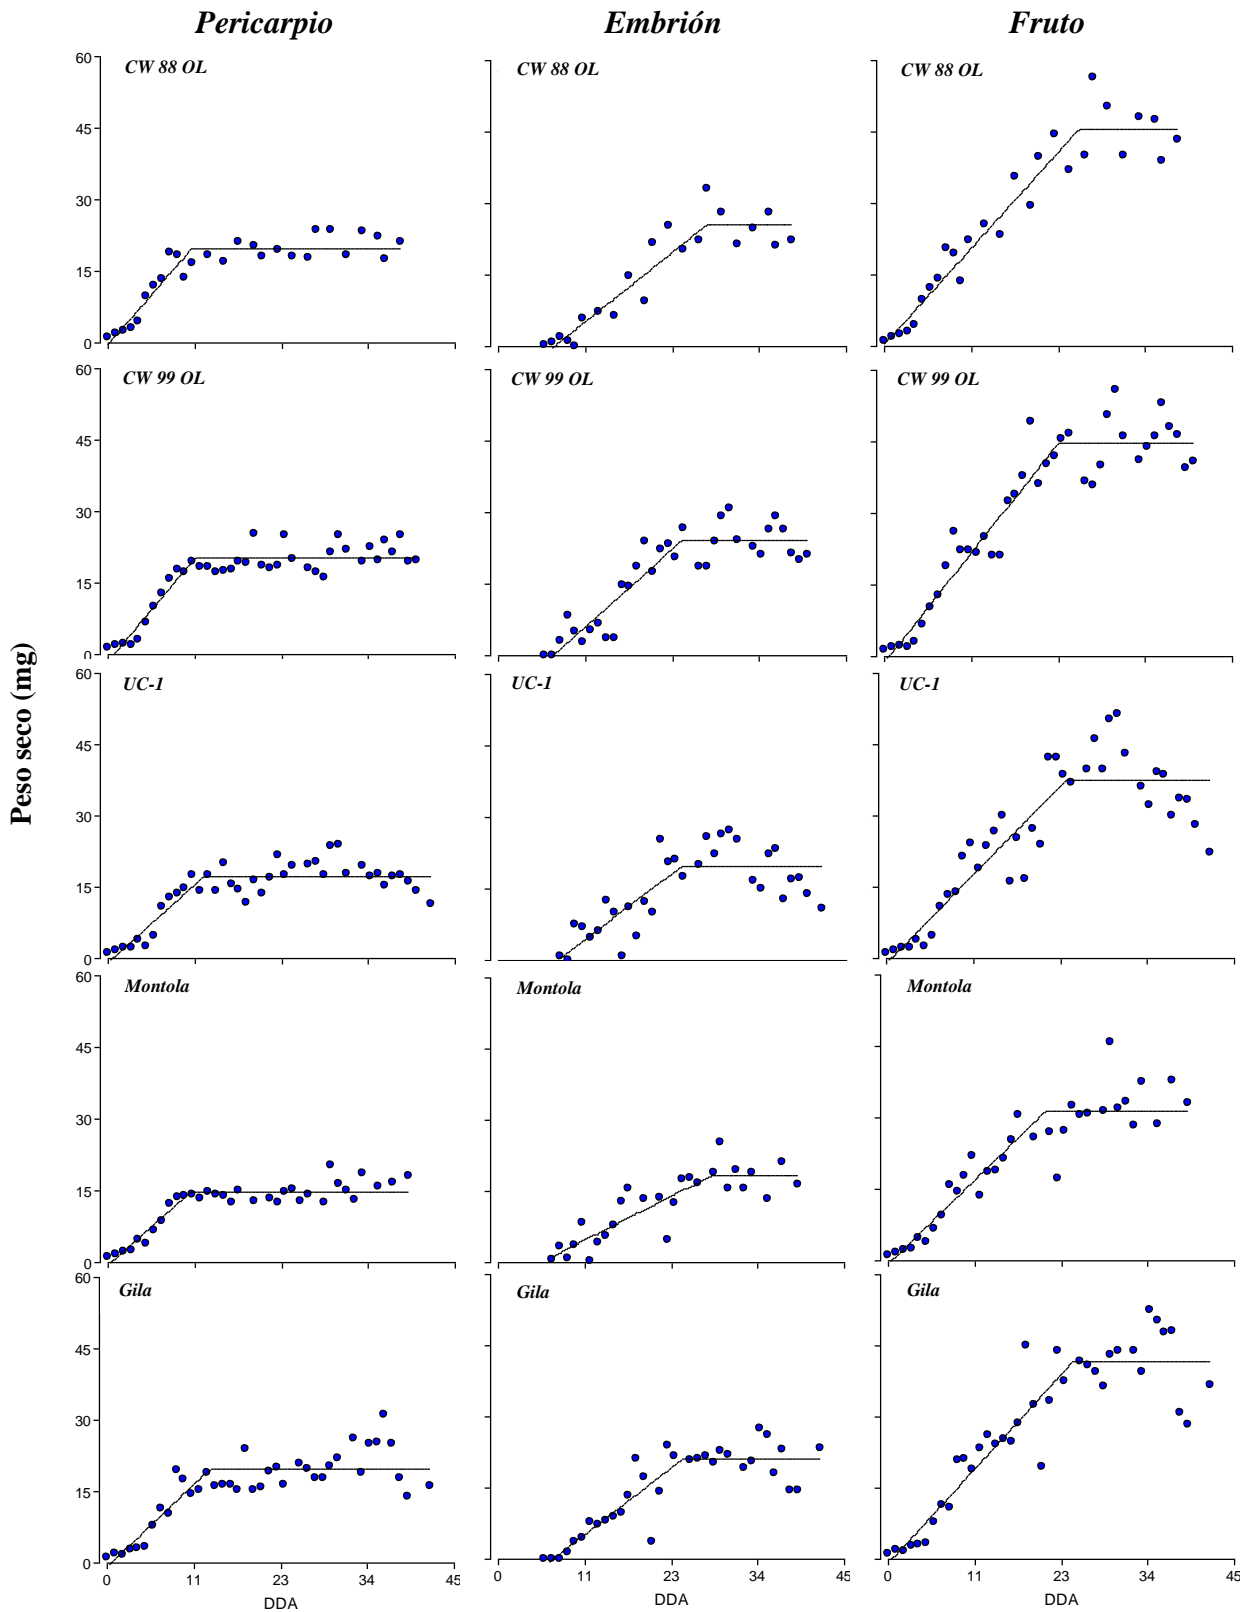 Pericarpio Embrión Fruto
CW 88 OL CW 88 OL CW 88 OL
60
45
30
15
0
CW 99 OL CW 99 OL CW 99 OL
60
45
30
15
0
Peso seco (mg)
UC-1 UC-1 UC-1
60
45
30
15
0
Montola Montola Montola
60
45
30
15
0
Gila Gila Gila
60
45
30
15
0
0 11 23 34 45 0 11 23 34 45 0 11 23 34 45
DDA DDA DDA